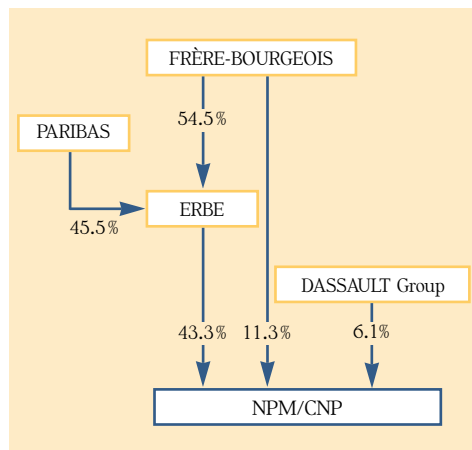 FRÈRE-BOURGEOIS
54.5%
PARIBAS
ERBE
45.5%
DASSAULT Group
43.3% 11.3% 6.1%
NPM/CNP